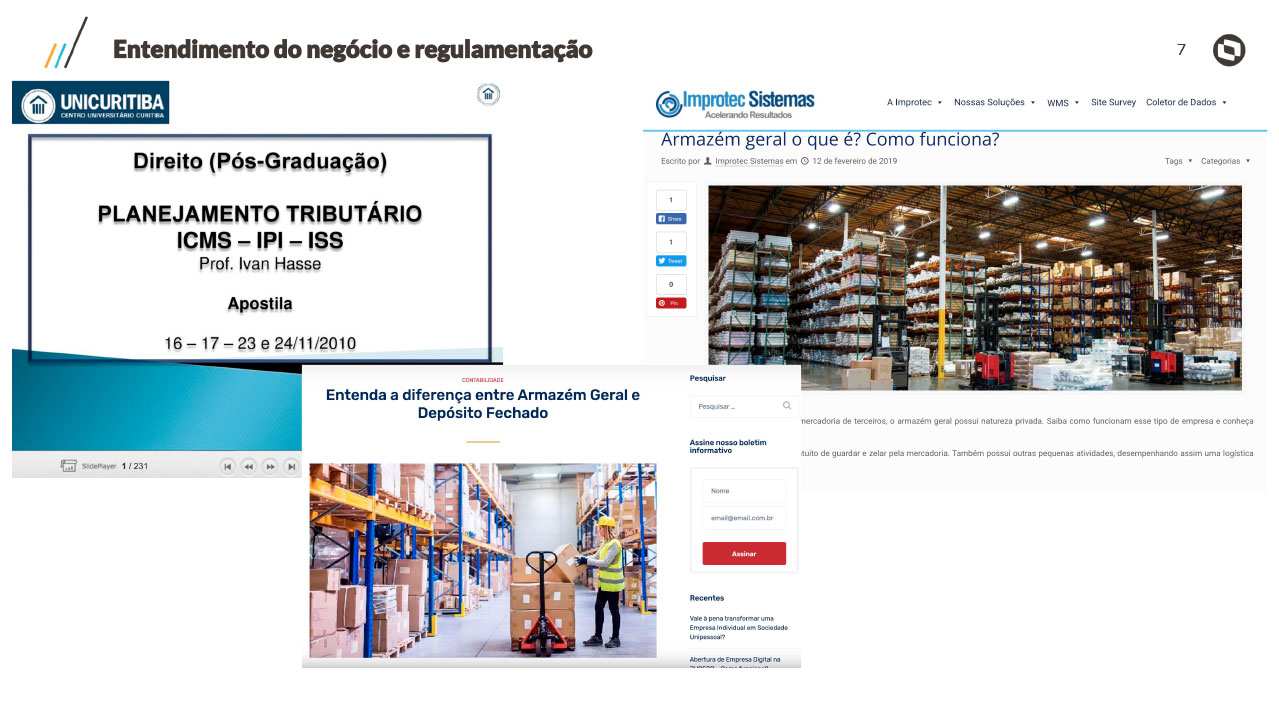 Entendimento do negócio e regulamentação
7
UNICURITIBA
CENTRO UNIVERSITÁRIO CURITIBA
Direito (Pós-Graduação)
PLANEJAMENTO TRIBUTÁRIO
ICMS – IPI – ISS
Prof. Ivan Hasse
Apostila
16 – 17 – 23 e 24/11/2010
SlidePlayer 1 / 231
Improtec Sistemas
Acelerando Resultados
A Improtec Nossas Soluções WMS Site Survey Coletor de Dados
Armazém geral o que é? Como funciona?
Escrito por Improtec Sistemas em 12 de fevereiro de 2019
Tags Categorias
1
Share
1
Tweet
0
Pin
mercadoria de terceiros, o armazém geral possui natureza privada. Saiba como funcionam esse tipo de empresa e conheça
de guardar e zelar pela mercadoria. Também possui outras pequenas atividades, desempenhando assim uma logística
CONTABILIDADE
Entenda a diferença entre Armazém Geral e
Depósito Fechado
Pesquisar
Pesquisar ...
Assine nosso boletim
informativo
Nome
email@email.com.br
Assinar
Recentes
Vale à pena transformar uma
Empresa Individual em Sociedade
Unipessoal?
Abertura de Empresa Digital na